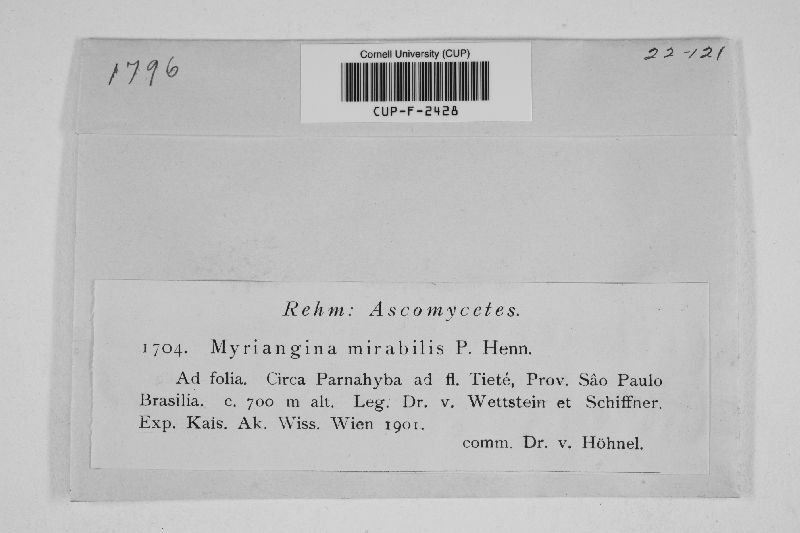 1796
Cornell University (CUP)
CUP-F-2428
22-121
Rehm: Ascomycetes.
1704. Myriangina mirabilis P. Henn.
Ad folia. Circa Parnahyba ad fl. Tieté, Prov. Sâo Paulo
Brasilia. c. 700 m alt. Leg. Dr. v. Wettstein et Schiffner.
Exp. Kais. Ak. Wiss. Wien 1901.
comm. Dr. v. Höhnel.